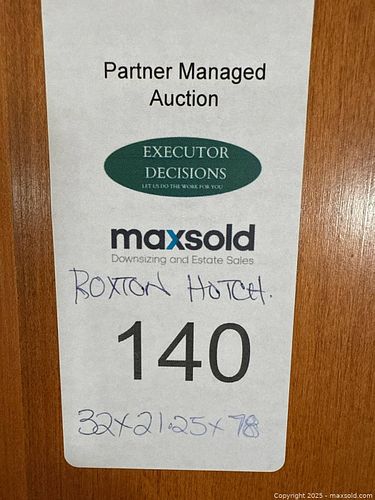 Partner Managed
Auction
EXECUTOR
DECISIONS
LET US DO THE WORK FOR YOU
maxsold
Downsizing and Estate Sales
ROXTON HUTCH.
140
32x21.25x78
Copyright 2025 - maxsold.com